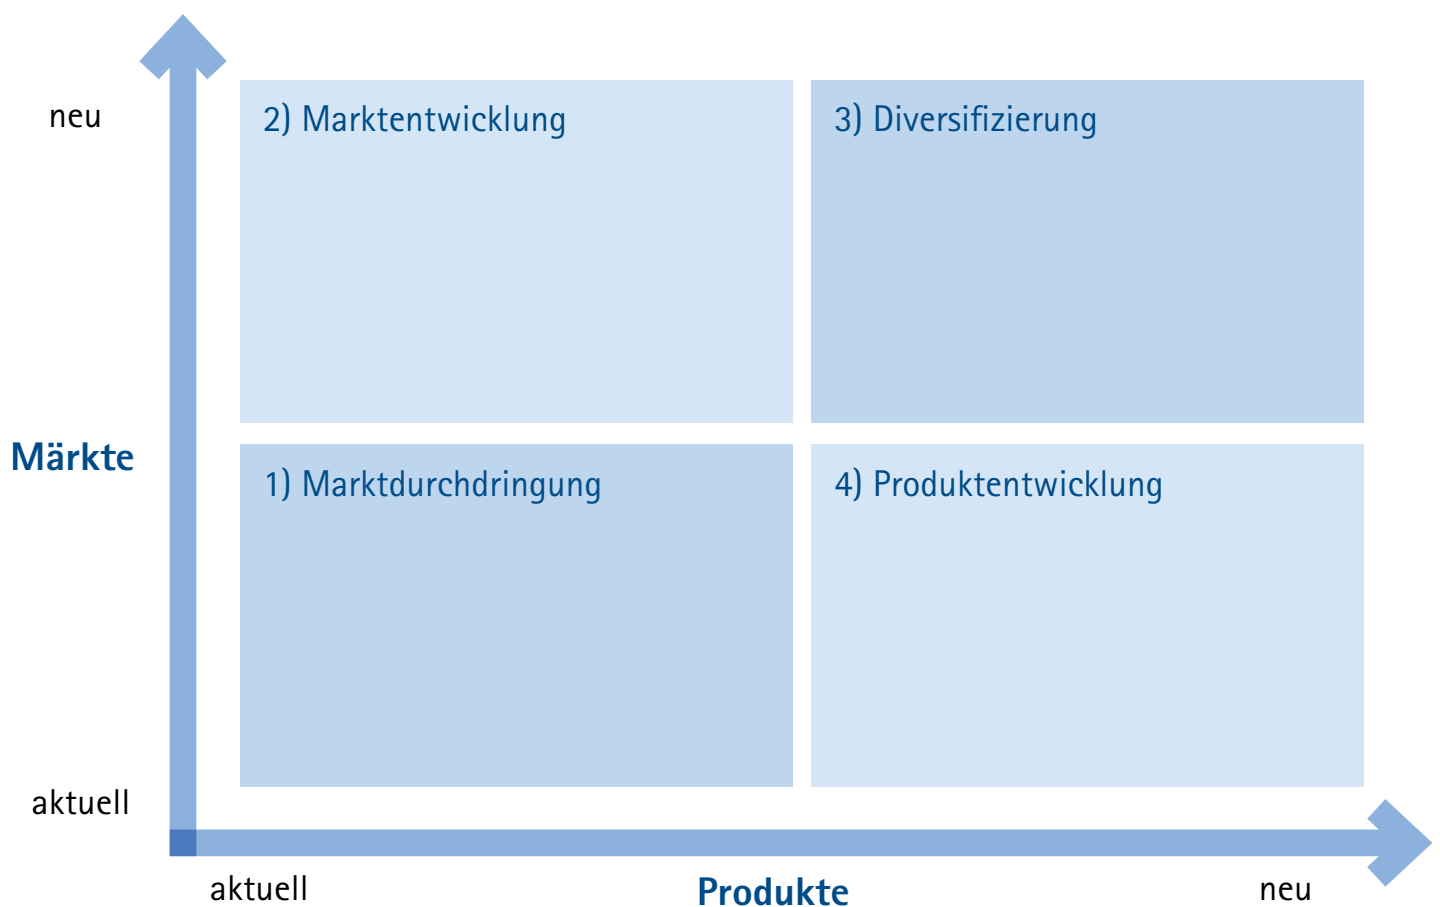 neu
2) Marktentwicklung
3) Diversifizierung
Märkte
1) Marktdurchdringung
4) Produktentwicklung
aktuell
aktuell
Produkte
neu